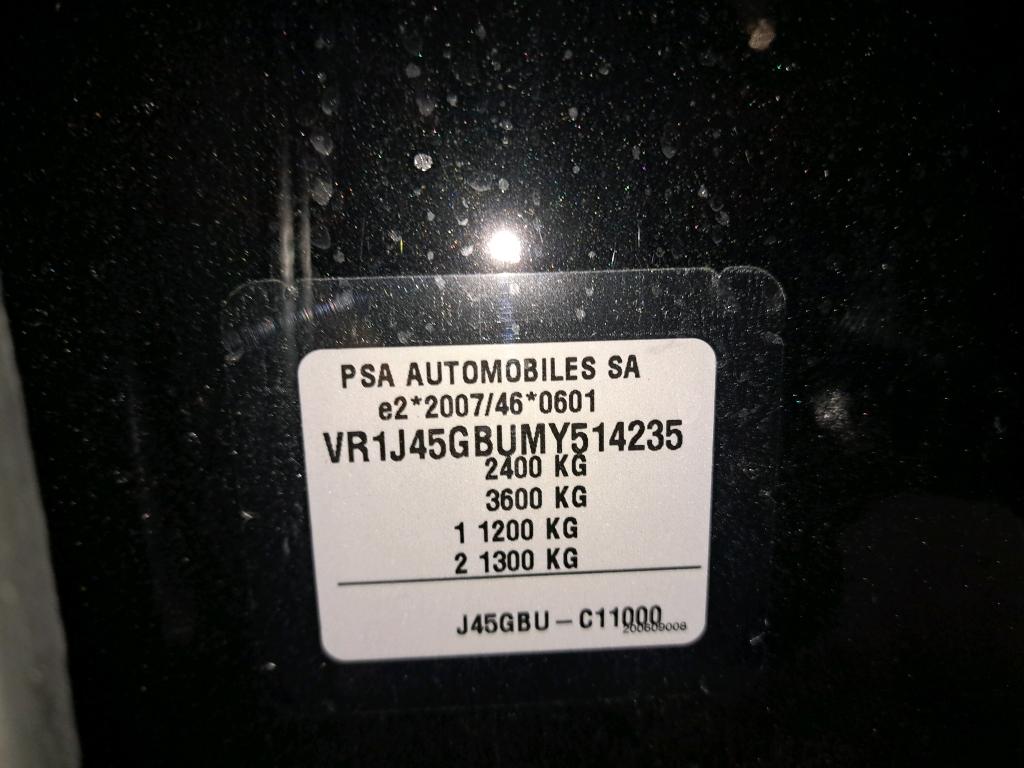 PSA AUTOMOBILES SA
e2*2007/46*0601
VR1J45GBUMY514235
2400 KG
3600 KG
1 1200 KG
2 1300 KG
J45GBU – C11000